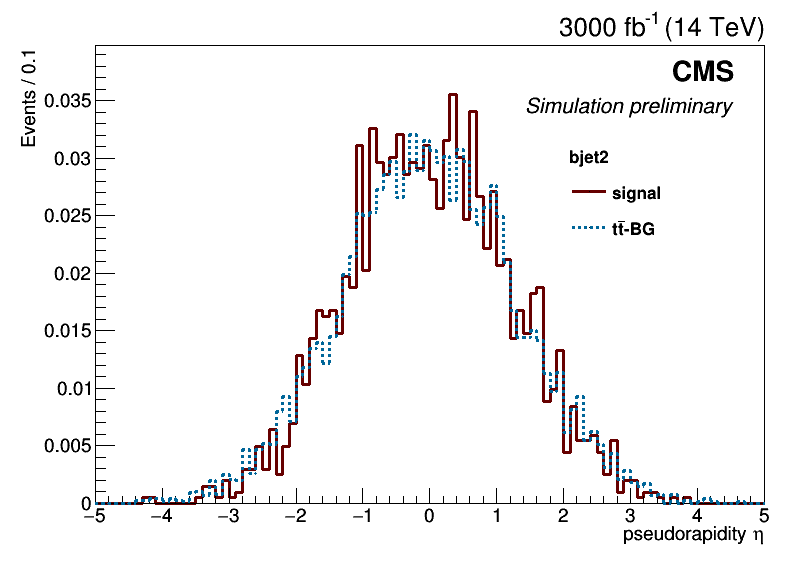 3000 fb⁻¹ (14 TeV)
Events / 0.1
CMS
Simulation preliminary
bjet2
signal
tt̄-BG
0.035
0.03
0.025
0.02
0.015
0.01
0.005
0
−5 −4 −3 −2 −1 0 1 2 3 4 5
pseudorapidity η